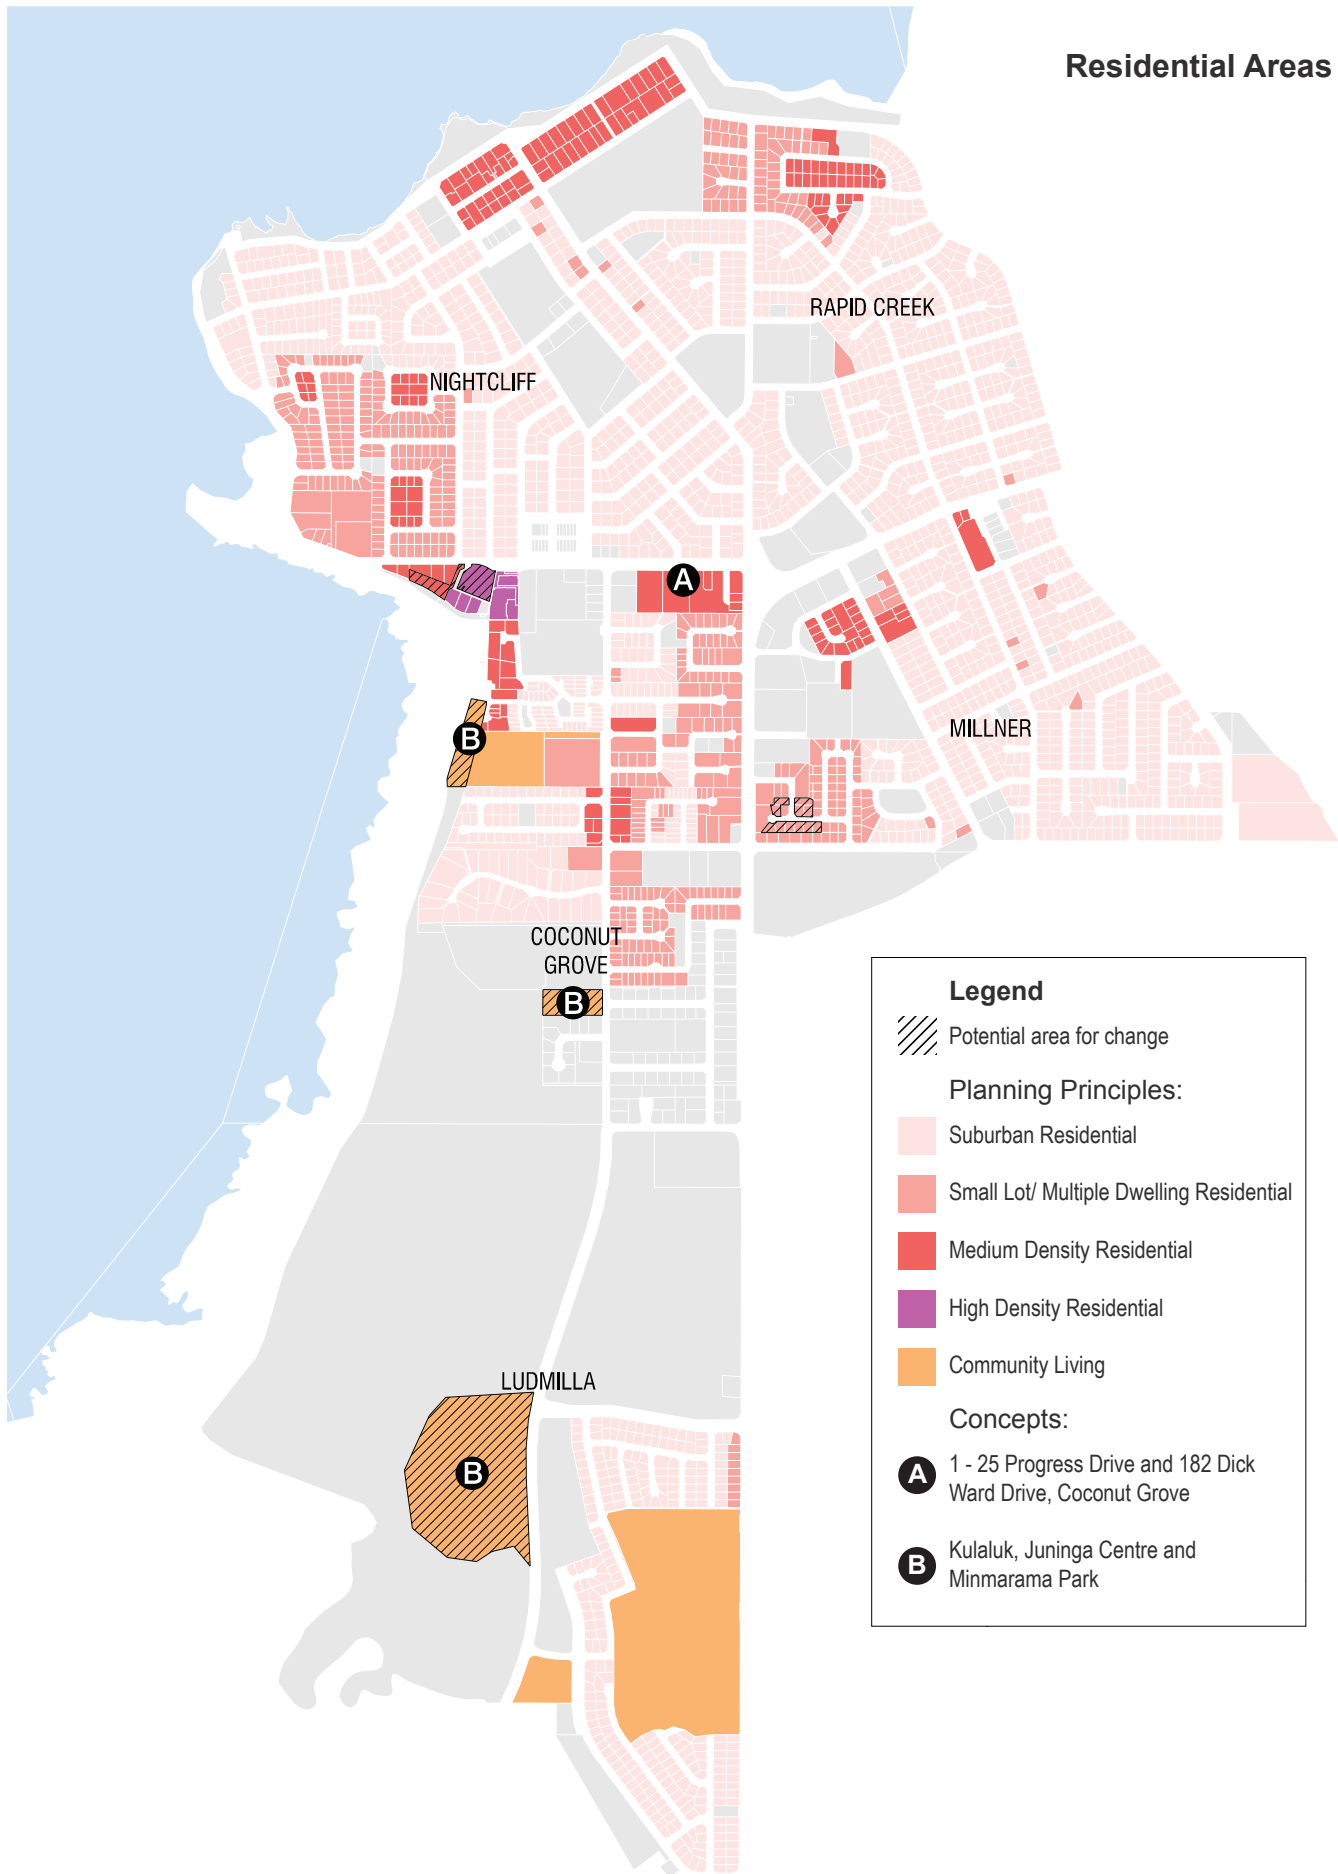 Residential Areas
RAPID CREEK
NIGHTCLIFF
A
B
MILLNER
COCONUT
GROVE
B
LUDMILLA
B
Legend
Potential area for change
Planning Principles:
Suburban Residential
Small Lot/ Multiple Dwelling Residential
Medium Density Residential
High Density Residential
Community Living
Concepts:
A
1 - 25 Progress Drive and 182 Dick
Ward Drive, Coconut Grove
B
Kulaluk, Juninga Centre and
Minmarama Park